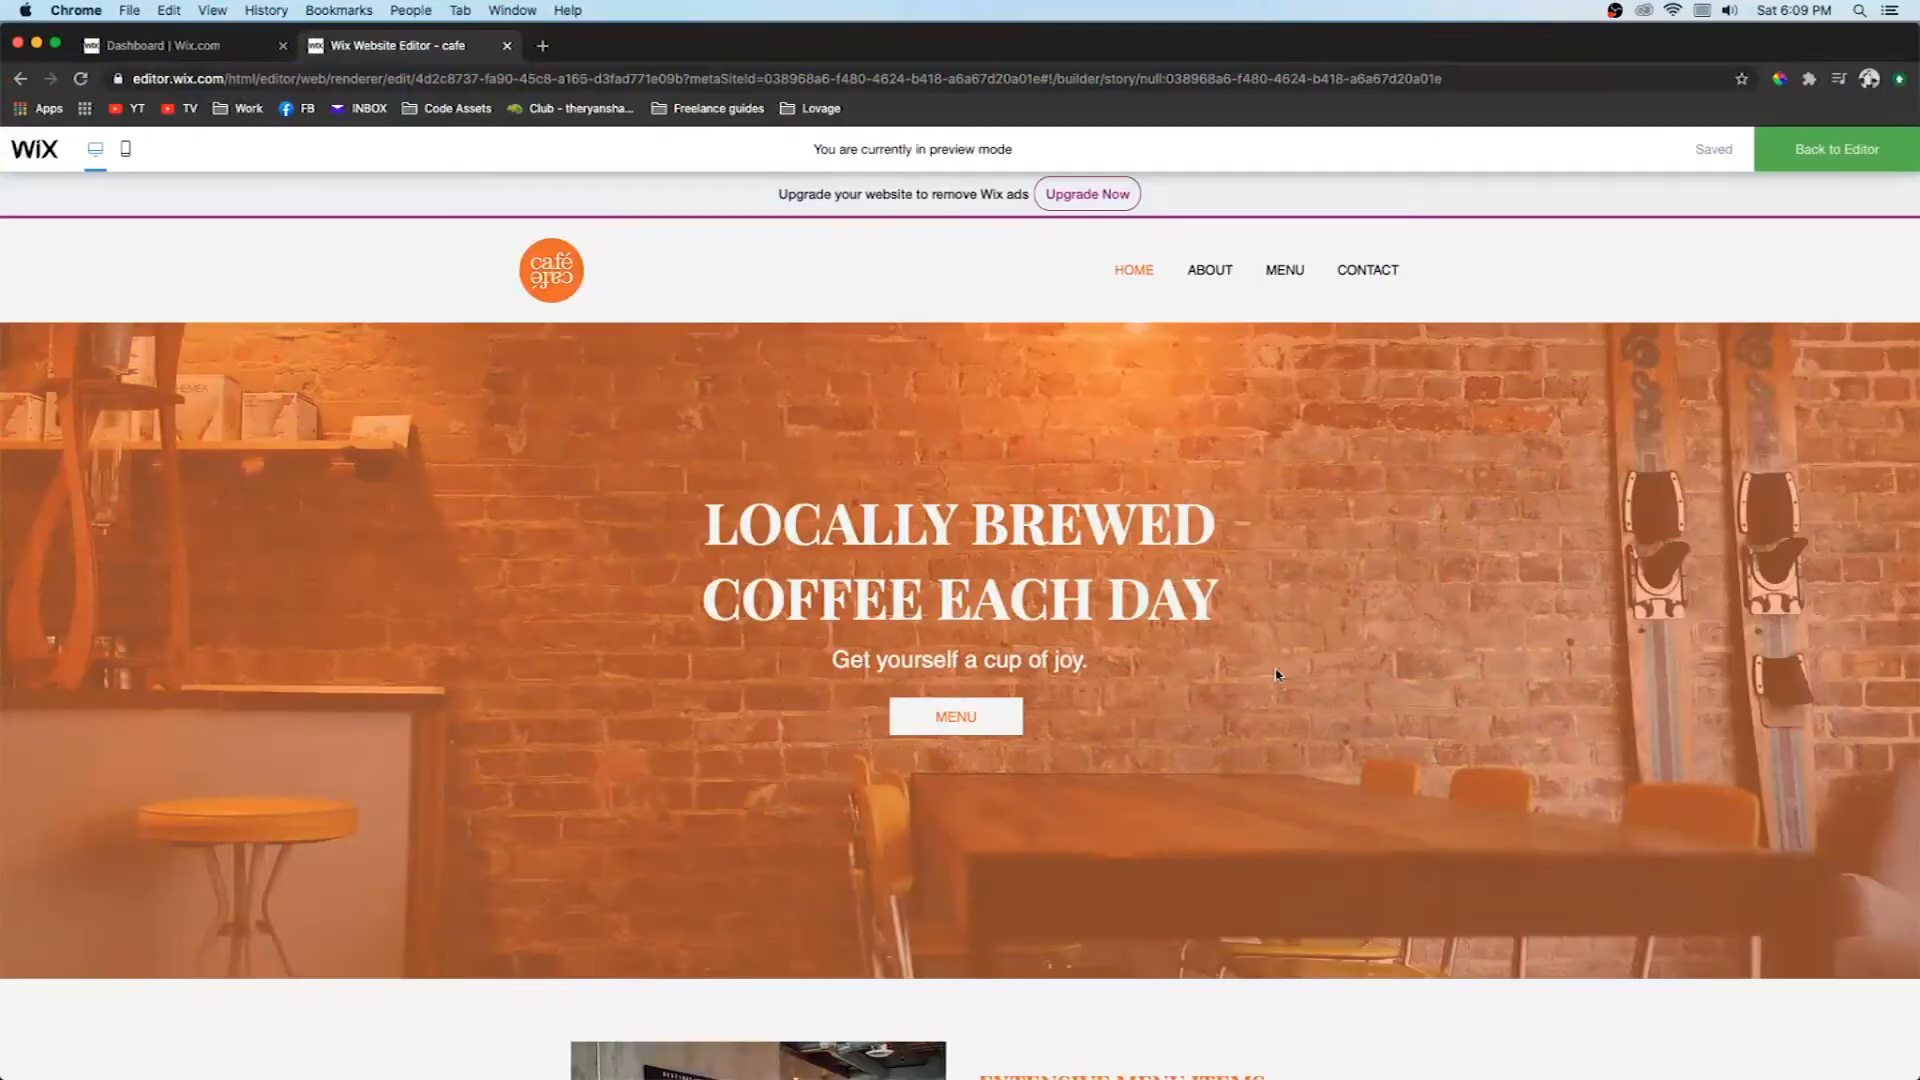 Chrome File Edit View History Bookmarks People Tab Window Help Sat 6:09 PM
Dashboard | Wix.com Wix Website Editor - cafe
editor.wix.com/html/editor/web/renderer/edit/4d2c8737-fa90-45c8-a165-d3fad771e09b?metaSiteId=038968a6-f480-4624-b418-a6a67d20a01e#!/builder/story/null:038968a6-f480-4624-b418-a6a67d20a01e
Apps YT TV Work FB INBOX Code Assets Club - theryansha... Freelance guides Lovage
WiX You are currently in preview mode Saved Back to Editor
Upgrade your website to remove Wix ads Upgrade Now
café
café
HOME ABOUT MENU CONTACT
LOCALLY BREWED
COFFEE EACH DAY
Get yourself a cup of joy.
MENU
EXTENSIVE MENU ITEMS